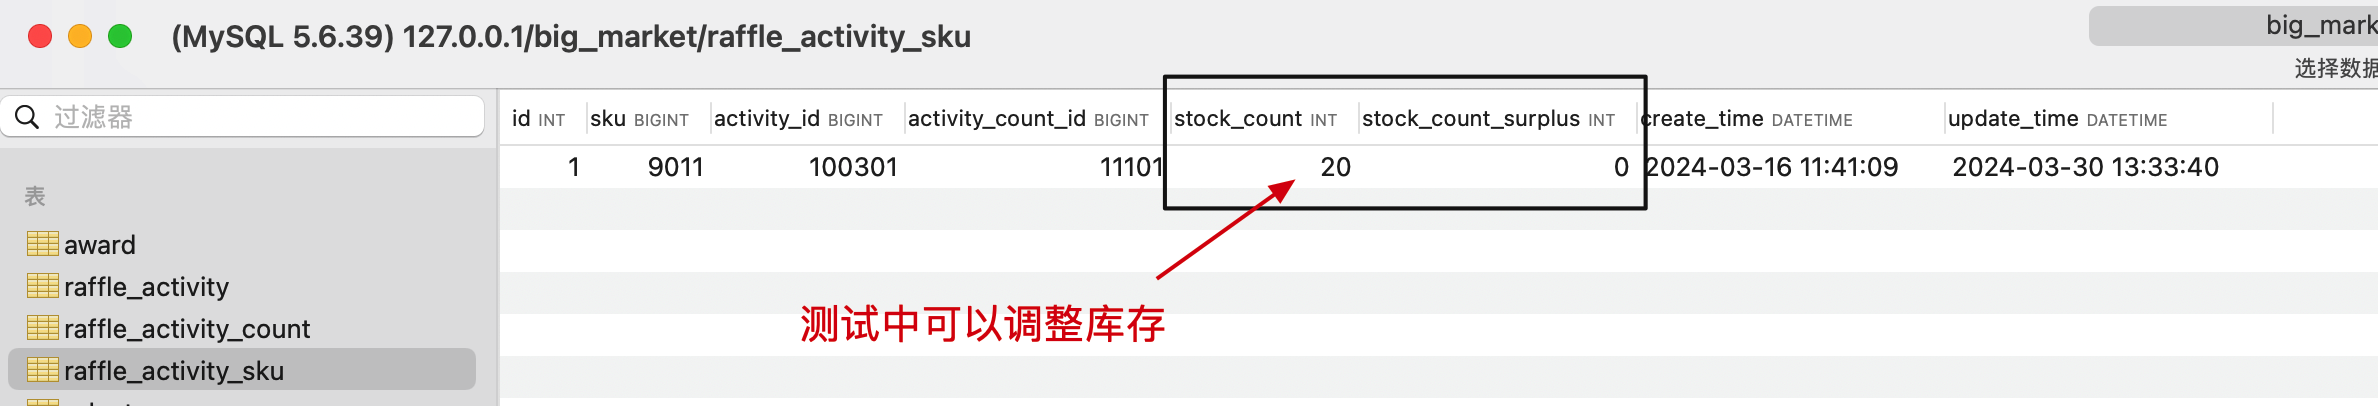 (MySQL 5.6.39) 127.0.0.1/big_market/raffle_activity_sku
big_mark
选择数据
过滤器
id INT sku BIGINT activity_id BIGINT activity_count_id BIGINT stock_count INT stock_count_surplus INT create_time DATETIME update_time DATETIME
1 9011 100301 11101 20 0 2024-03-16 11:41:09 2024-03-30 13:33:40
表
award
raffle_activity
raffle_activity_count
raffle_activity_sku
测试中可以调整库存